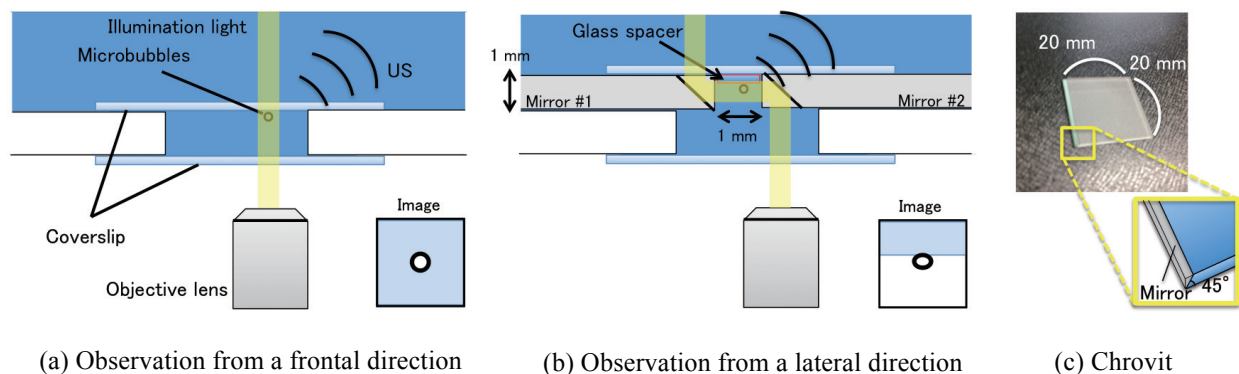 Illumination light
Microbubbles
US
Coverslip
Objective lens
Image
(a) Observation from a frontal direction
Glass spacer
1 mm
Mirror #1
Mirror #2
1 mm
Image
(b) Observation from a lateral direction
20 mm
20 mm
Mirror 45°
(c) Chrovit